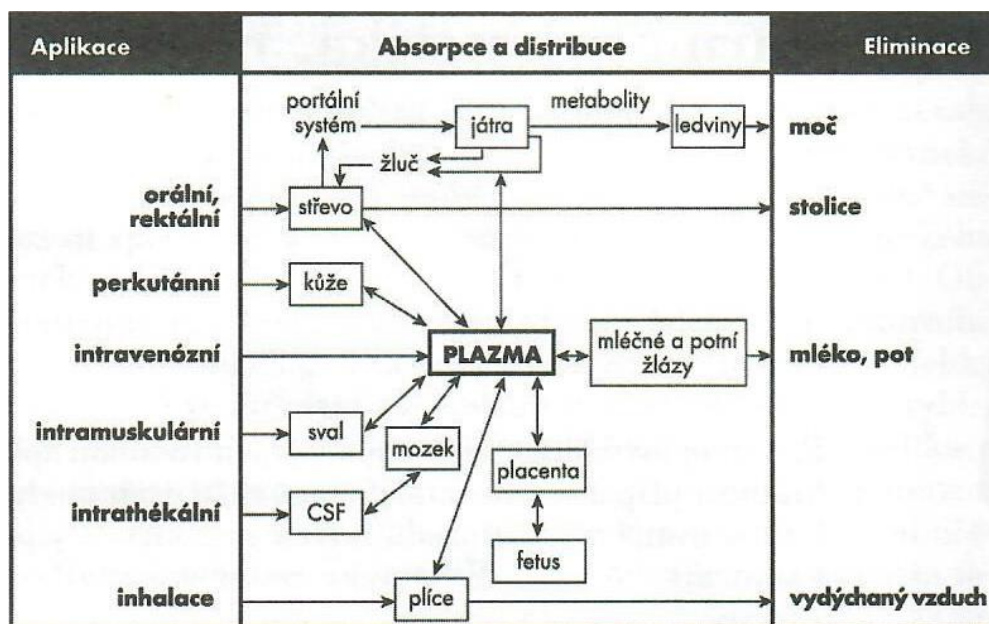 Aplikace
Absorpce a distribuce
Eliminace
portální
systém
játra
metabolity
ledviny
moč
žluč
orální,
rektální
střevo
stolice
perkutánní
kůže
intravenózní
PLAZMA
mléčné a potní
žlázy
mléko, pot
intramuskulární
sval
mozek
placenta
intrathékální
CSF
fetus
inhalace
plíce
vydýchaný vzduch